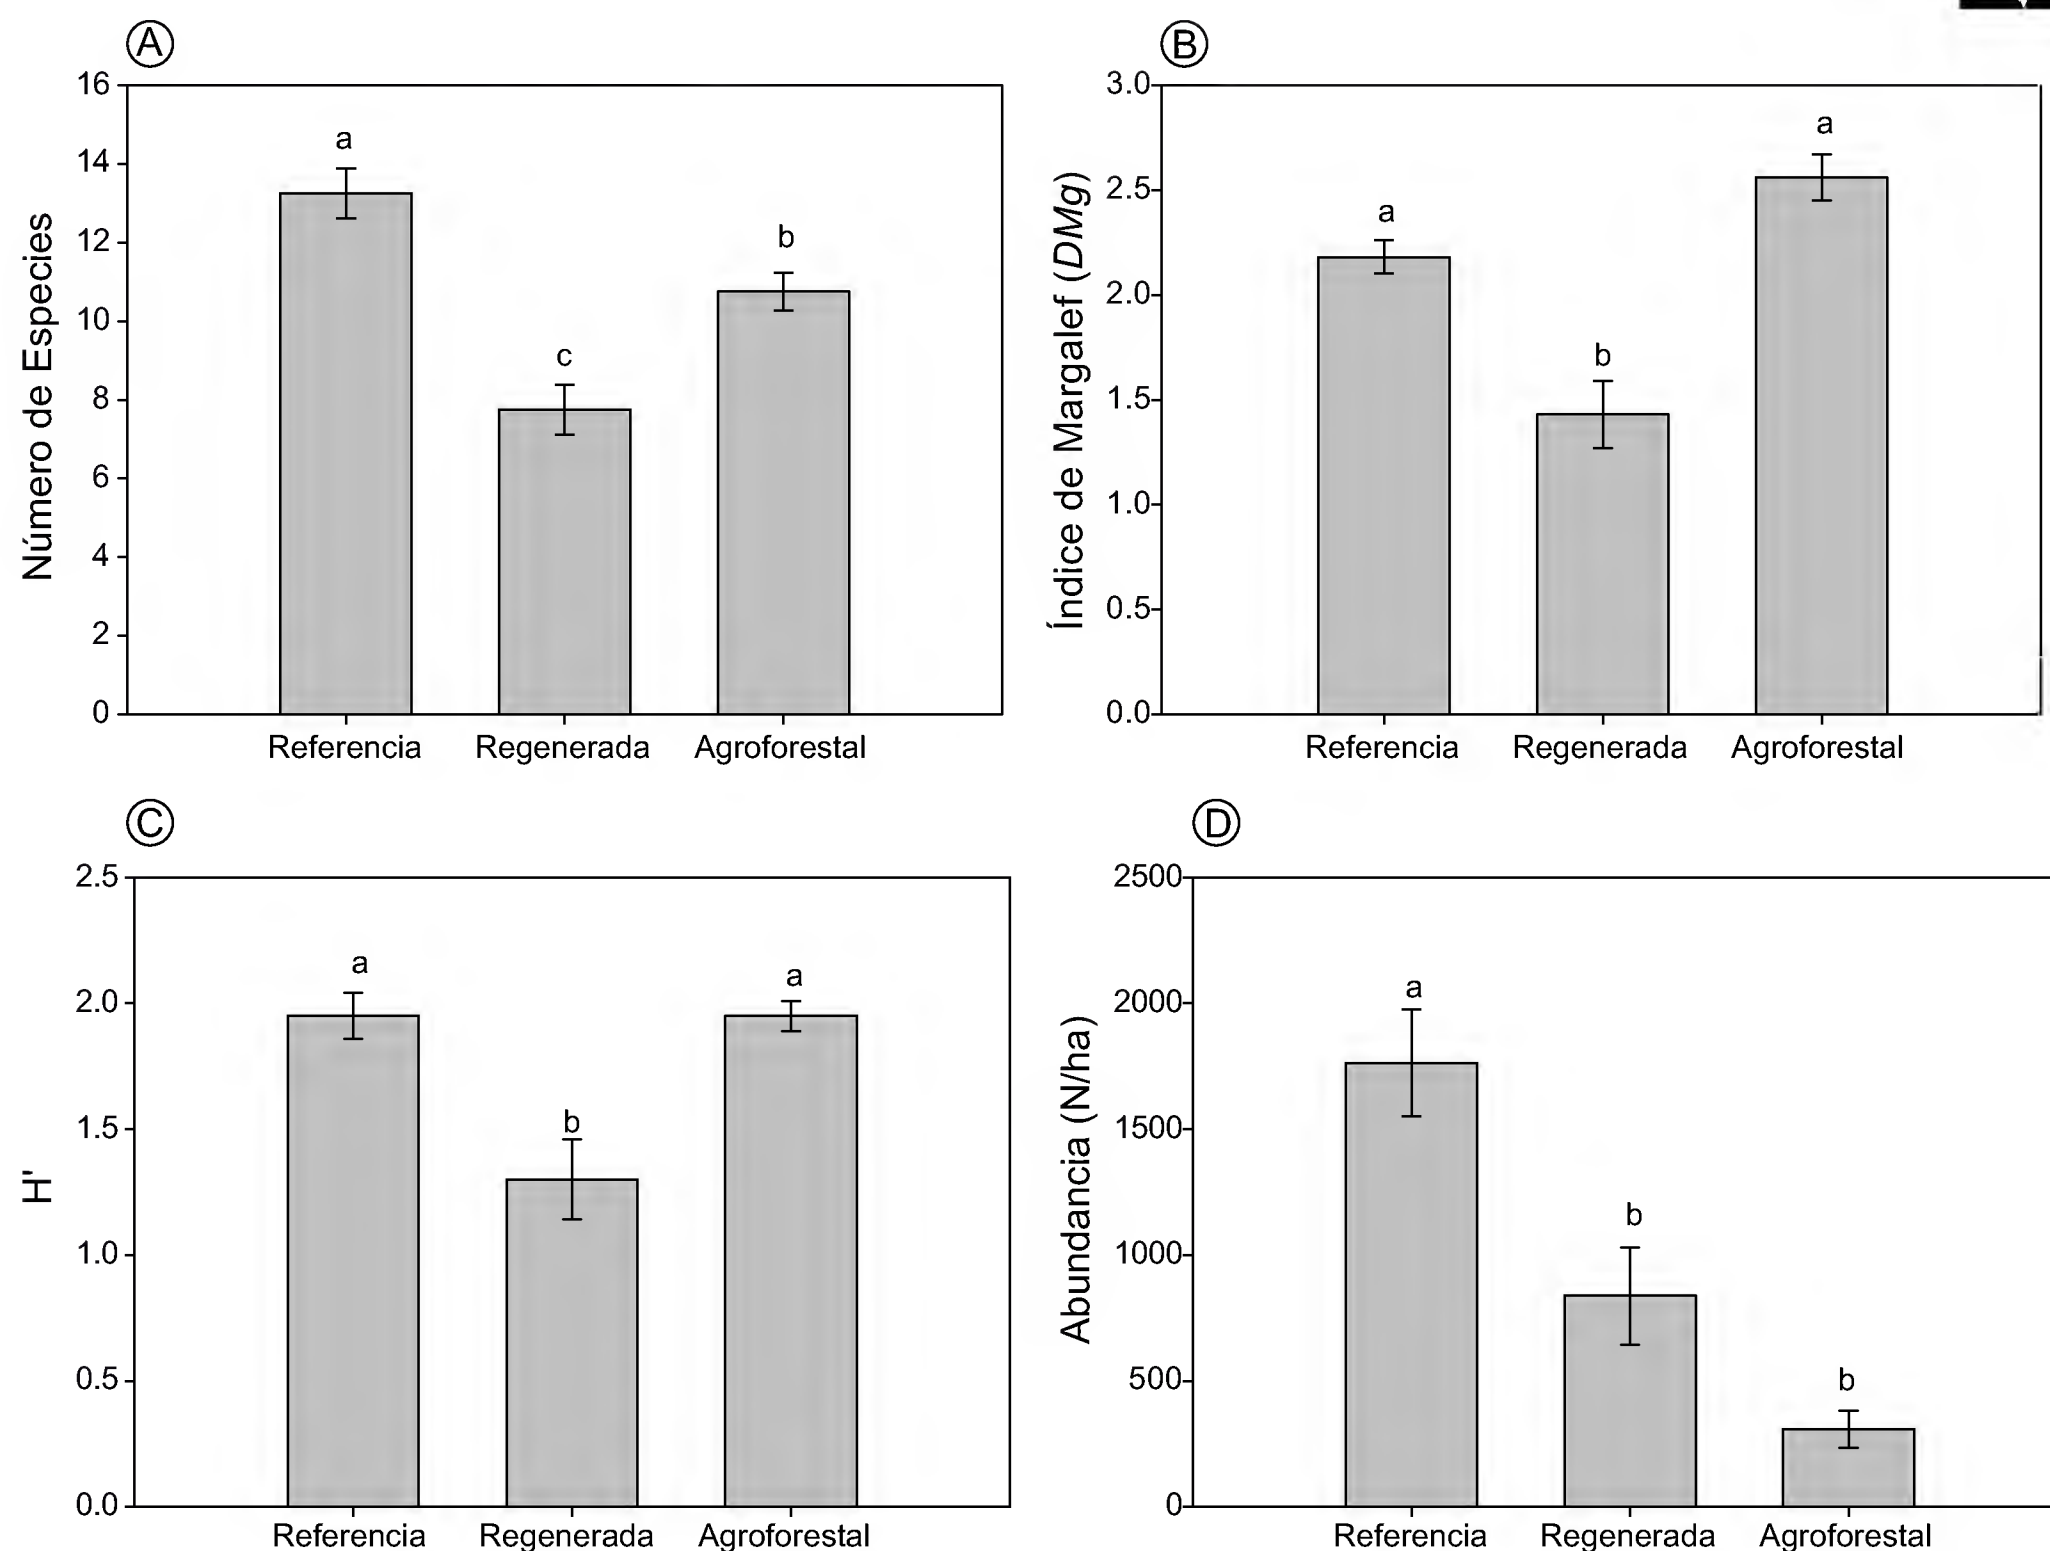 A
16
14
12
10
8
6
4
2
0
Número de Especies
a
c
b
Referencia Regenerada Agroforestal
B
3.0
2.5
2.0
1.5
1.0
0.5
0.0
Índice de Margalef (DMg)
a
b
a
Referencia Regenerada Agroforestal
C
2.5
2.0
1.5
1.0
0.5
0.0
H'
a
b
a
Referencia Regenerada Agroforestal
D
2500
2000
1500
1000
500
0
Abundancia (N/ha)
a
b
b
Referencia Regenerada Agroforestal